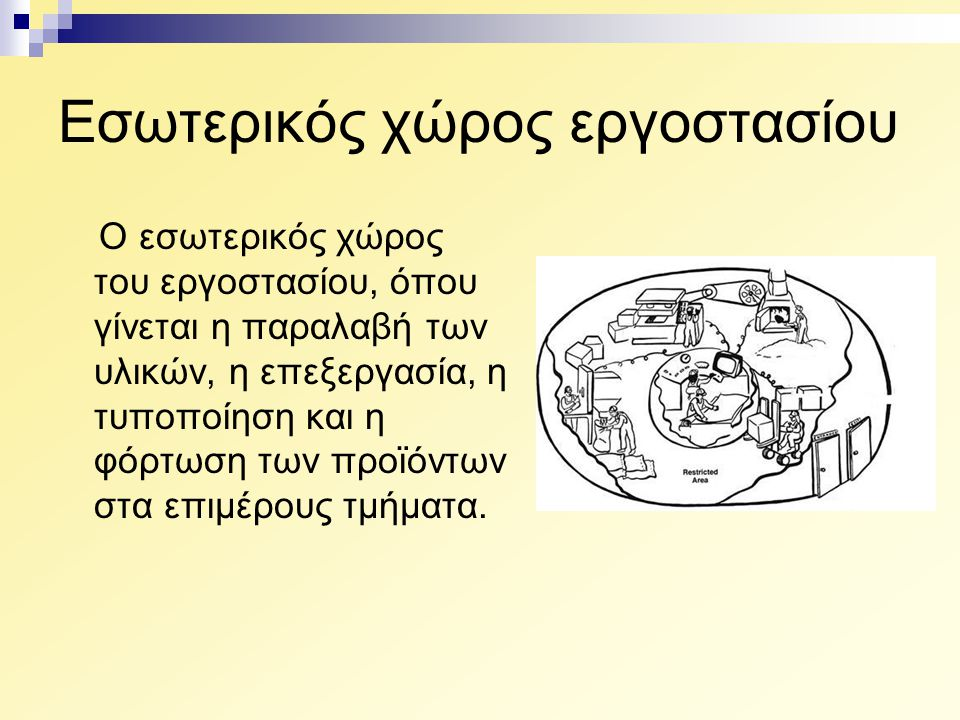 Εσωτερικός χώρος εργοστασίου
Ο εσωτερικός χώρος
του εργοστασίου, όπου
γίνεται η παραλαβή των
υλικών, η επεξεργασία, η
τυποποίηση και η
φόρτωση των προϊόντων
στα επιμέρους τμήματα.
Restricted
Area